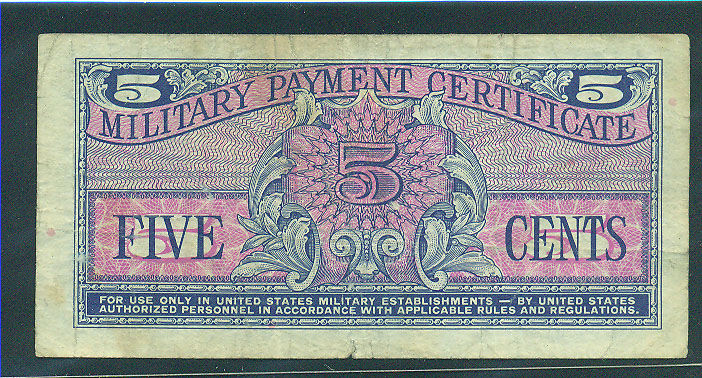 5 5
MILITARY PAYMENT CERTIFICATE
5
FIVE CENTS
FOR USE ONLY IN UNITED STATES MILITARY ESTABLISHMENTS — BY UNITED STATES
AUTHORIZED PERSONNEL IN ACCORDANCE WITH APPLICABLE RULES AND REGULATIONS.